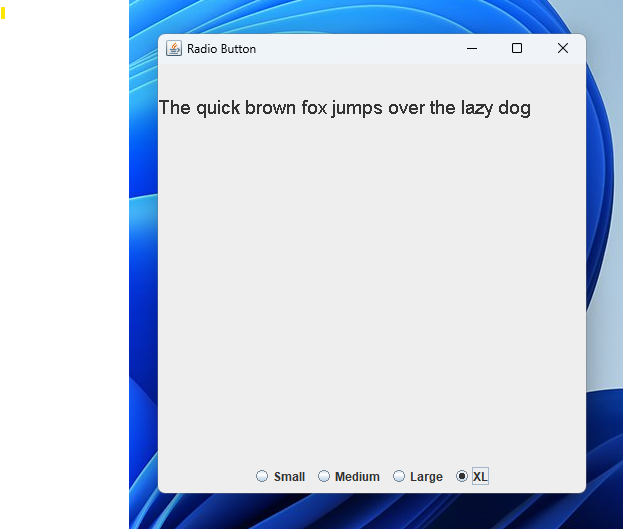 Radio Button
The quick brown fox jumps over the lazy dog
Small Medium Large XL